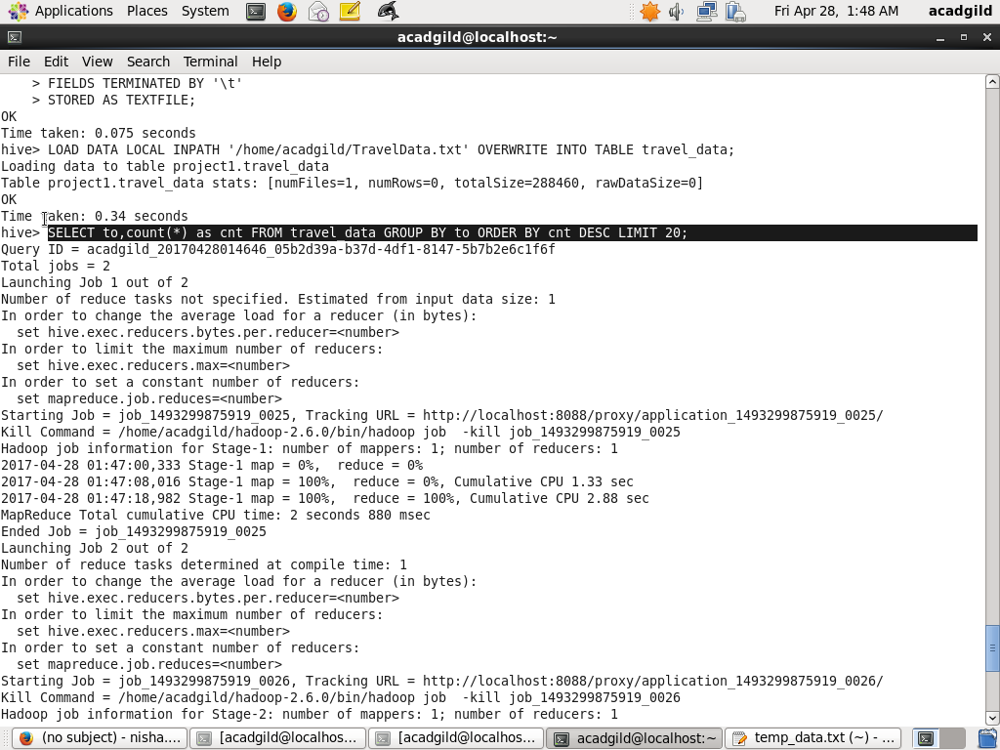 Applications Places System Fri Apr 28, 1:48 AM acadgild
acadgild@localhost:~
File Edit View Search Terminal Help
    > FIELDS TERMINATED BY '\t'
    > STORED AS TEXTFILE;
OK
Time taken: 0.075 seconds
hive> LOAD DATA LOCAL INPATH '/home/acadgild/TravelData.txt' OVERWRITE INTO TABLE travel_data;
Loading data to table project1.travel_data
Table project1.travel_data stats: [numFiles=1, numRows=0, totalSize=288460, rawDataSize=0]
OK
Time taken: 0.34 seconds
hive> SELECT to,count(*) as cnt FROM travel_data GROUP BY to ORDER BY cnt DESC LIMIT 20;
Query ID = acadgild_20170428014646_05b2d39a-b37d-4df1-8147-5b7b2e6c1f6f
Total jobs = 2
Launching Job 1 out of 2
Number of reduce tasks not specified. Estimated from input data size: 1
In order to change the average load for a reducer (in bytes):
  set hive.exec.reducers.bytes.per.reducer=<number>
In order to limit the maximum number of reducers:
  set hive.exec.reducers.max=<number>
In order to set a constant number of reducers:
  set mapreduce.job.reduces=<number>
Starting Job = job_1493299875919_0025, Tracking URL = http://localhost:8088/proxy/application_1493299875919_0025/
Kill Command = /home/acadgild/hadoop-2.6.0/bin/hadoop job  -kill job_1493299875919_0025
Hadoop job information for Stage-1: number of mappers: 1; number of reducers: 1
2017-04-28 01:47:00,333 Stage-1 map = 0%,  reduce = 0%
2017-04-28 01:47:08,016 Stage-1 map = 100%,  reduce = 0%, Cumulative CPU 1.33 sec
2017-04-28 01:47:18,982 Stage-1 map = 100%,  reduce = 100%, Cumulative CPU 2.88 sec
MapReduce Total cumulative CPU time: 2 seconds 880 msec
Ended Job = job_1493299875919_0025
Launching Job 2 out of 2
Number of reduce tasks determined at compile time: 1
In order to change the average load for a reducer (in bytes):
  set hive.exec.reducers.bytes.per.reducer=<number>
In order to limit the maximum number of reducers:
  set hive.exec.reducers.max=<number>
In order to set a constant number of reducers:
  set mapreduce.job.reduces=<number>
Starting Job = job_1493299875919_0026, Tracking URL = http://localhost:8088/proxy/application_1493299875919_0026/
Kill Command = /home/acadgild/hadoop-2.6.0/bin/hadoop job  -kill job_1493299875919_0026
Hadoop job information for Stage-2: number of mappers: 1; number of reducers: 1
(no subject) - nisha.... [acadgild@localhos... [acadgild@localhos... acadgild@localhost:~ temp_data.txt (~) - ...